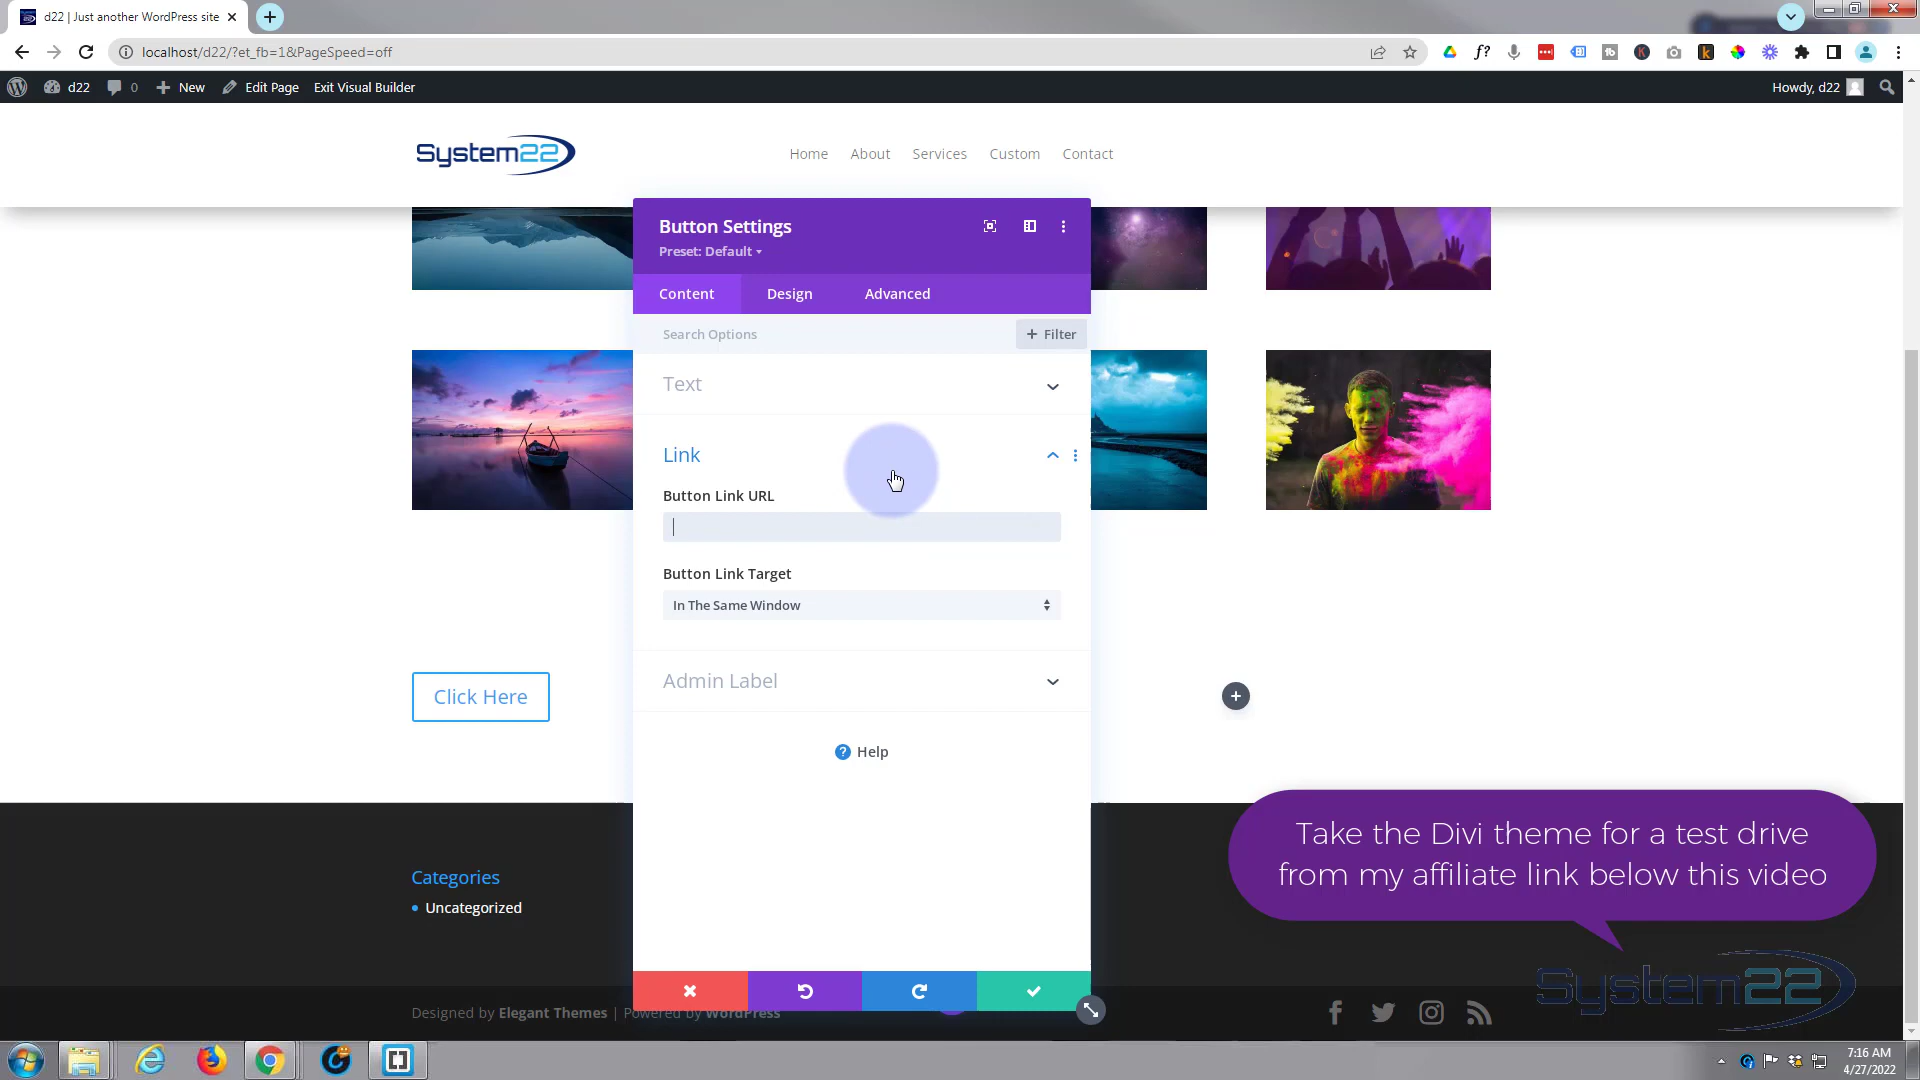 d22 | Just another WordPress site
localhost/d22/?et_fb=1&PageSpeed=off
d22
0
New
Edit Page
Exit Visual Builder
Howdy, d22
System22
Home
About
Services
Custom
Contact
Button Settings
Preset: Default
Content
Design
Advanced
Search Options
+ Filter
Text
Link
Button Link URL
Button Link Target
In The Same Window
Admin Label
Click Here
Help
Take the Divi theme for a test drive
from my affiliate link below this video
Categories
Uncategorized
System22
Designed by Elegant Themes | Powered by WordPress
7:16 AM
4/27/2022